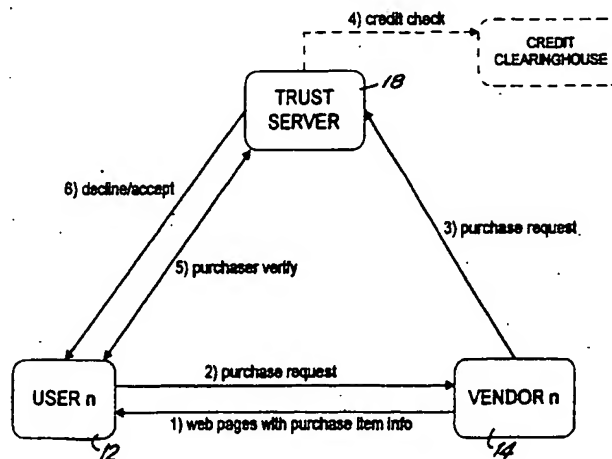 4) credit check
CREDIT
CLEARINGHOUSE
18
TRUST
SERVER
6) decline/accept
3) purchase request
5) purchaser verify
2) purchase request
USER n
VENDOR n
1) web pages with purchase item info
12
14